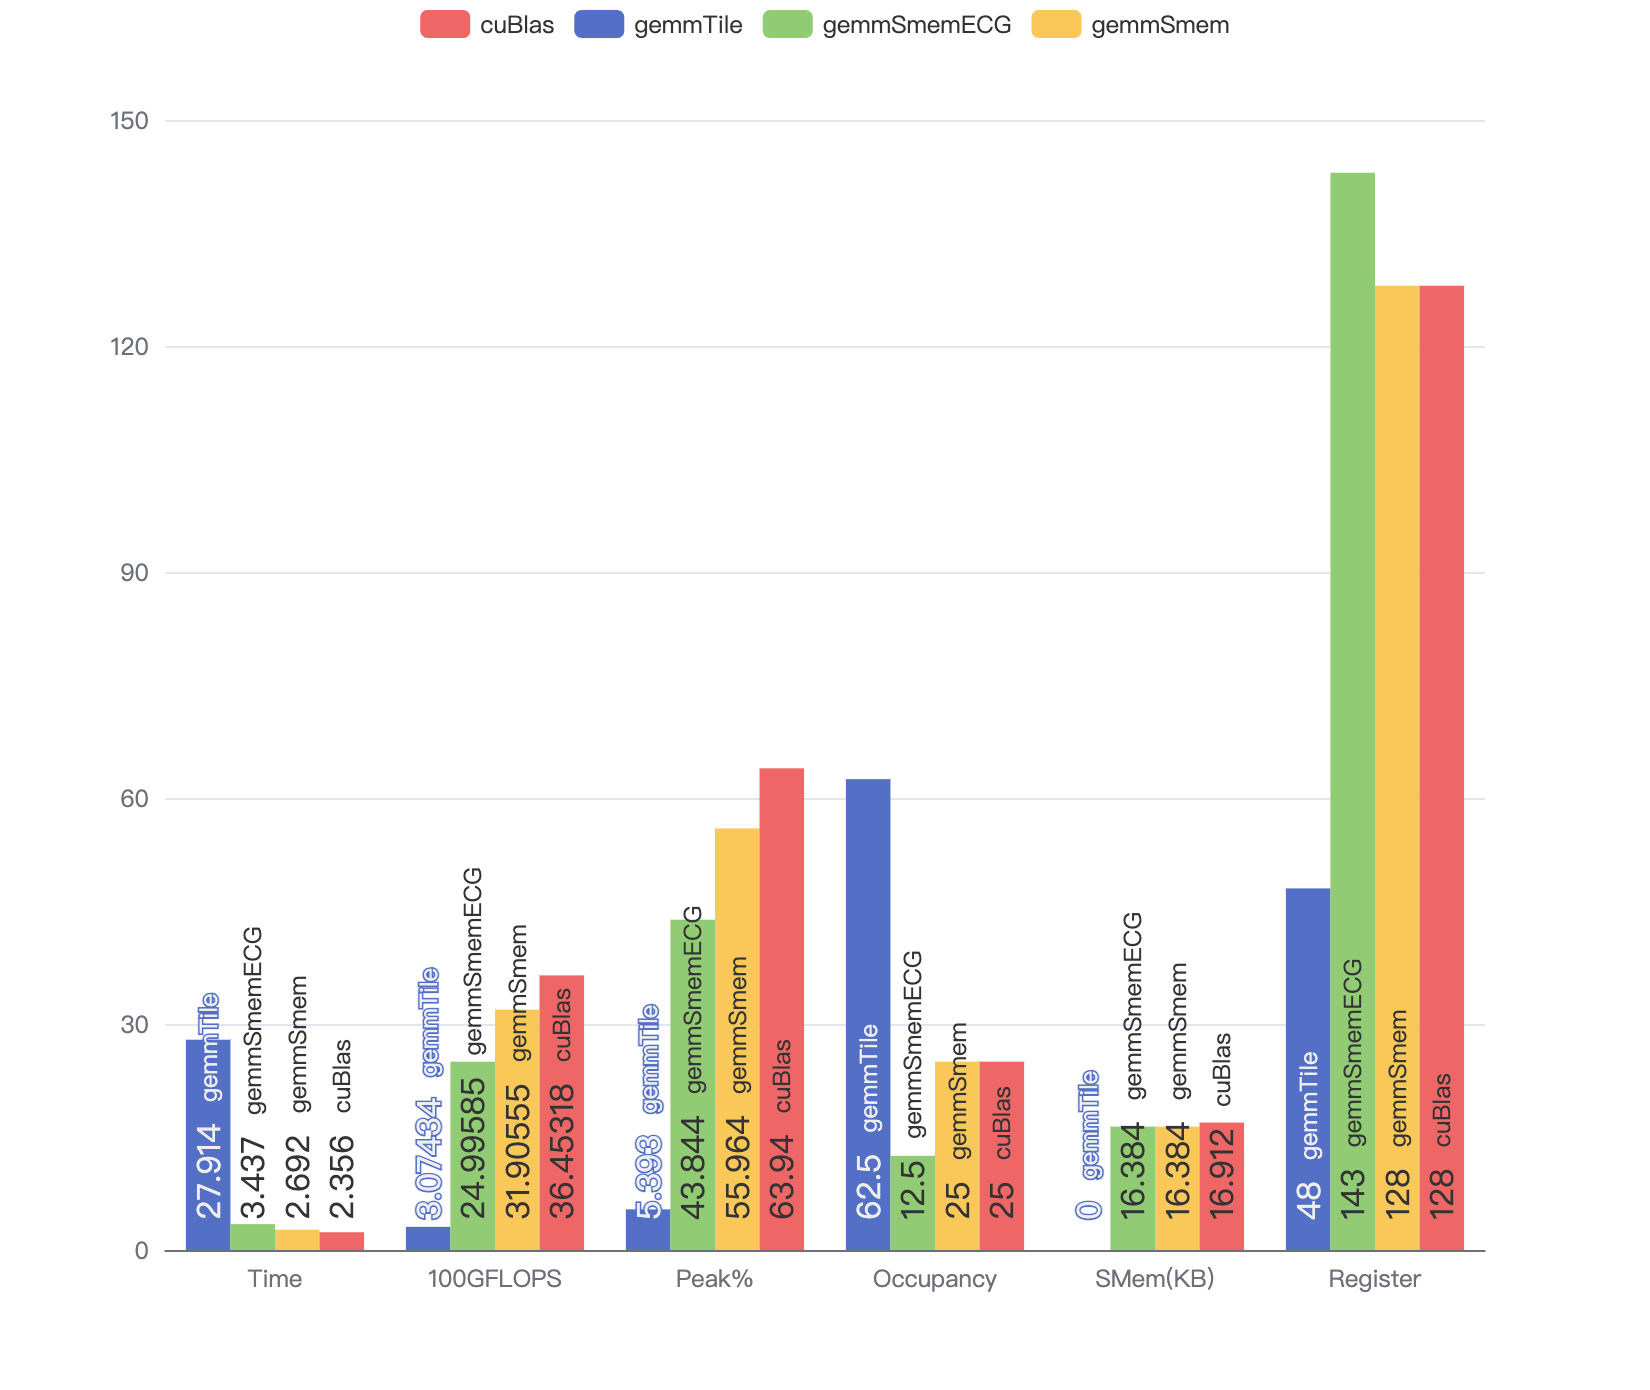 cuBlas gemmTile gemmSmemECG gemmSmem
150
120
90
60
30
0
27.914 gemmTile
3.437 gemmSmemECG
2.692 gemmSmem
2.356 cuBlas
3.07434 gemmTile
24.99585 gemmSmemECG
31.90555 gemmSmem
36.45318 cuBlas
5.393 gemmTile
43.844 gemmSmemECG
55.964 gemmSmem
63.94 cuBlas
62.5 gemmTile
12.5 gemmSmemECG
25 gemmSmem
25 cuBlas
0 gemmTile
16.384 gemmSmemECG
16.384 gemmSmem
16.912 cuBlas
48 gemmTile
143 gemmSmemECG
128 gemmSmem
128 cuBlas
Time 100GFLOPS Peak% Occupancy SMem(KB) Register